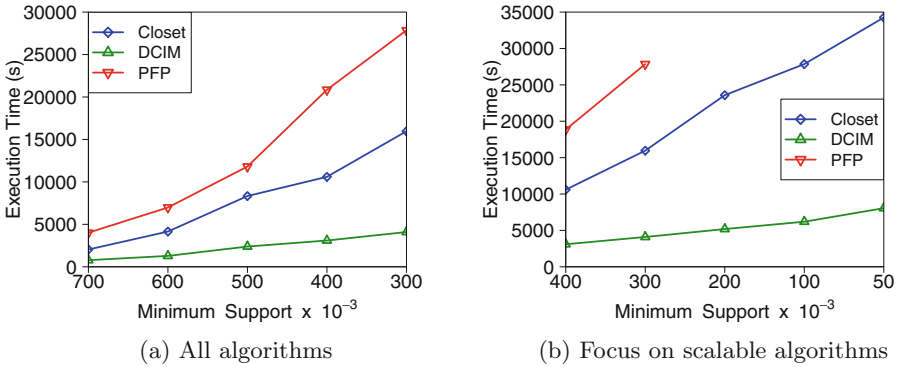 Execution Time (s)
30000
25000
20000
15000
10000
5000
0
Closet
DCIM
PFP
700 600 500 400 300
Minimum Support x 10⁻³
(a) All algorithms
Execution Time (s)
35000
30000
25000
20000
15000
10000
5000
0
Closet
DCIM
PFP
400 300 200 100 50
Minimum Support x 10⁻³
(b) Focus on scalable algorithms